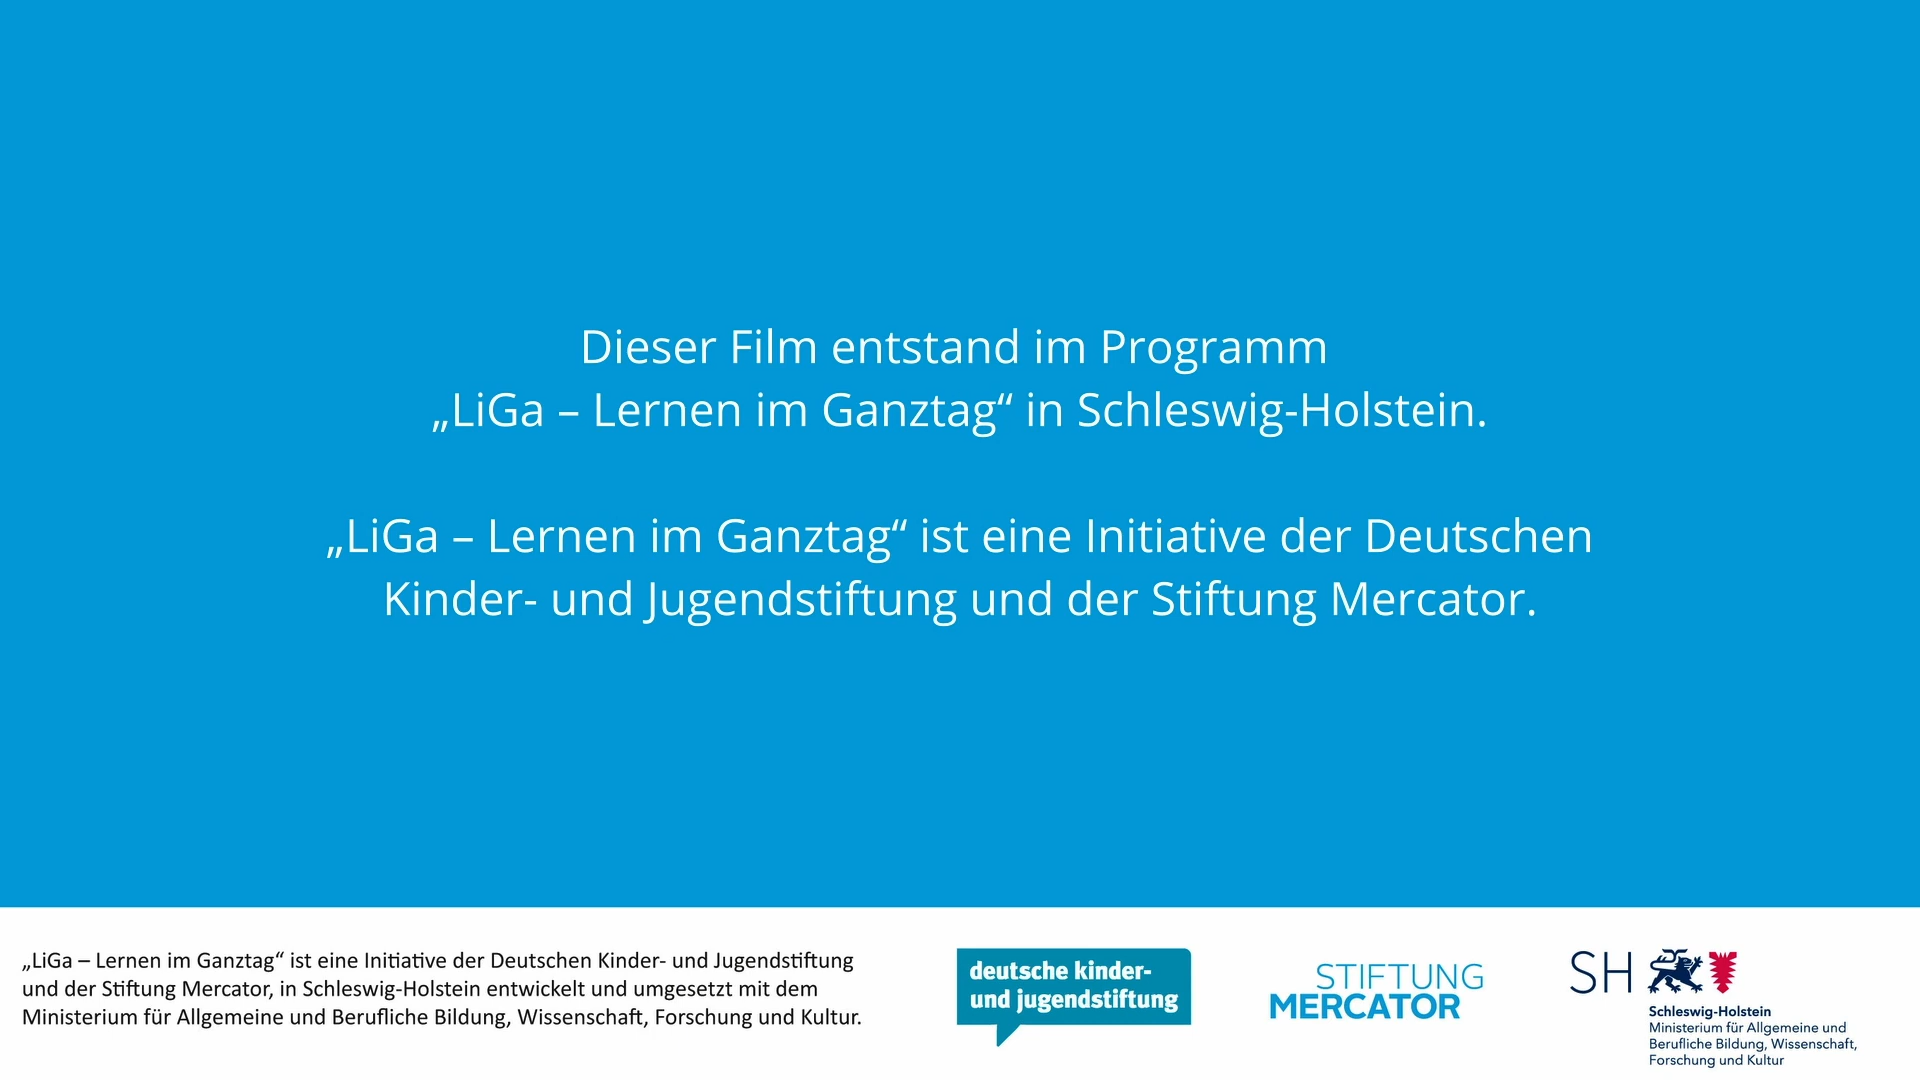 Dieser Film entstand im Programm
„LiGa – Lernen im Ganztag“ in Schleswig-Holstein.
„LiGa – Lernen im Ganztag“ ist eine Initiative der Deutschen
Kinder- und Jugendstiftung und der Stiftung Mercator.
„LiGa – Lernen im Ganztag“ ist eine Initiative der Deutschen Kinder- und Jugendstiftung
und der Stiftung Mercator, in Schleswig-Holstein entwickelt und umgesetzt mit dem
Ministerium für Allgemeine und Berufliche Bildung, Wissenschaft, Forschung und Kultur.
deutsche kinder-
und jugendstiftung
STIFTUNG
MERCATOR
SH
Schleswig-Holstein
Ministerium für Allgemeine und
Berufliche Bildung, Wissenschaft,
Forschung und Kultur